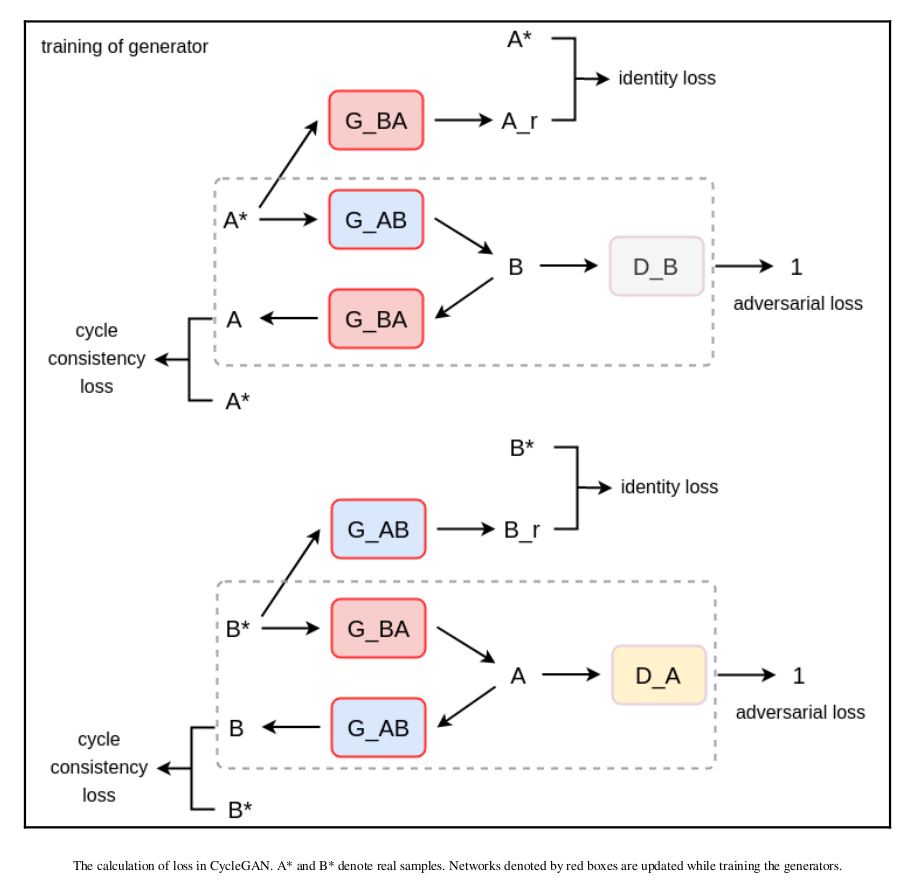 training of generator
A*
identity loss
G_BA
A_r
A*
G_AB
B
D_B
1
adversarial loss
A
G_BA
cycle
consistency
loss
A*
B*
identity loss
G_AB
B_r
B*
G_BA
A
D_A
1
adversarial loss
B
G_AB
cycle
consistency
loss
B*
The calculation of loss in CycleGAN. A* and B* denote real samples. Networks denoted by red boxes are updated while training the generators.